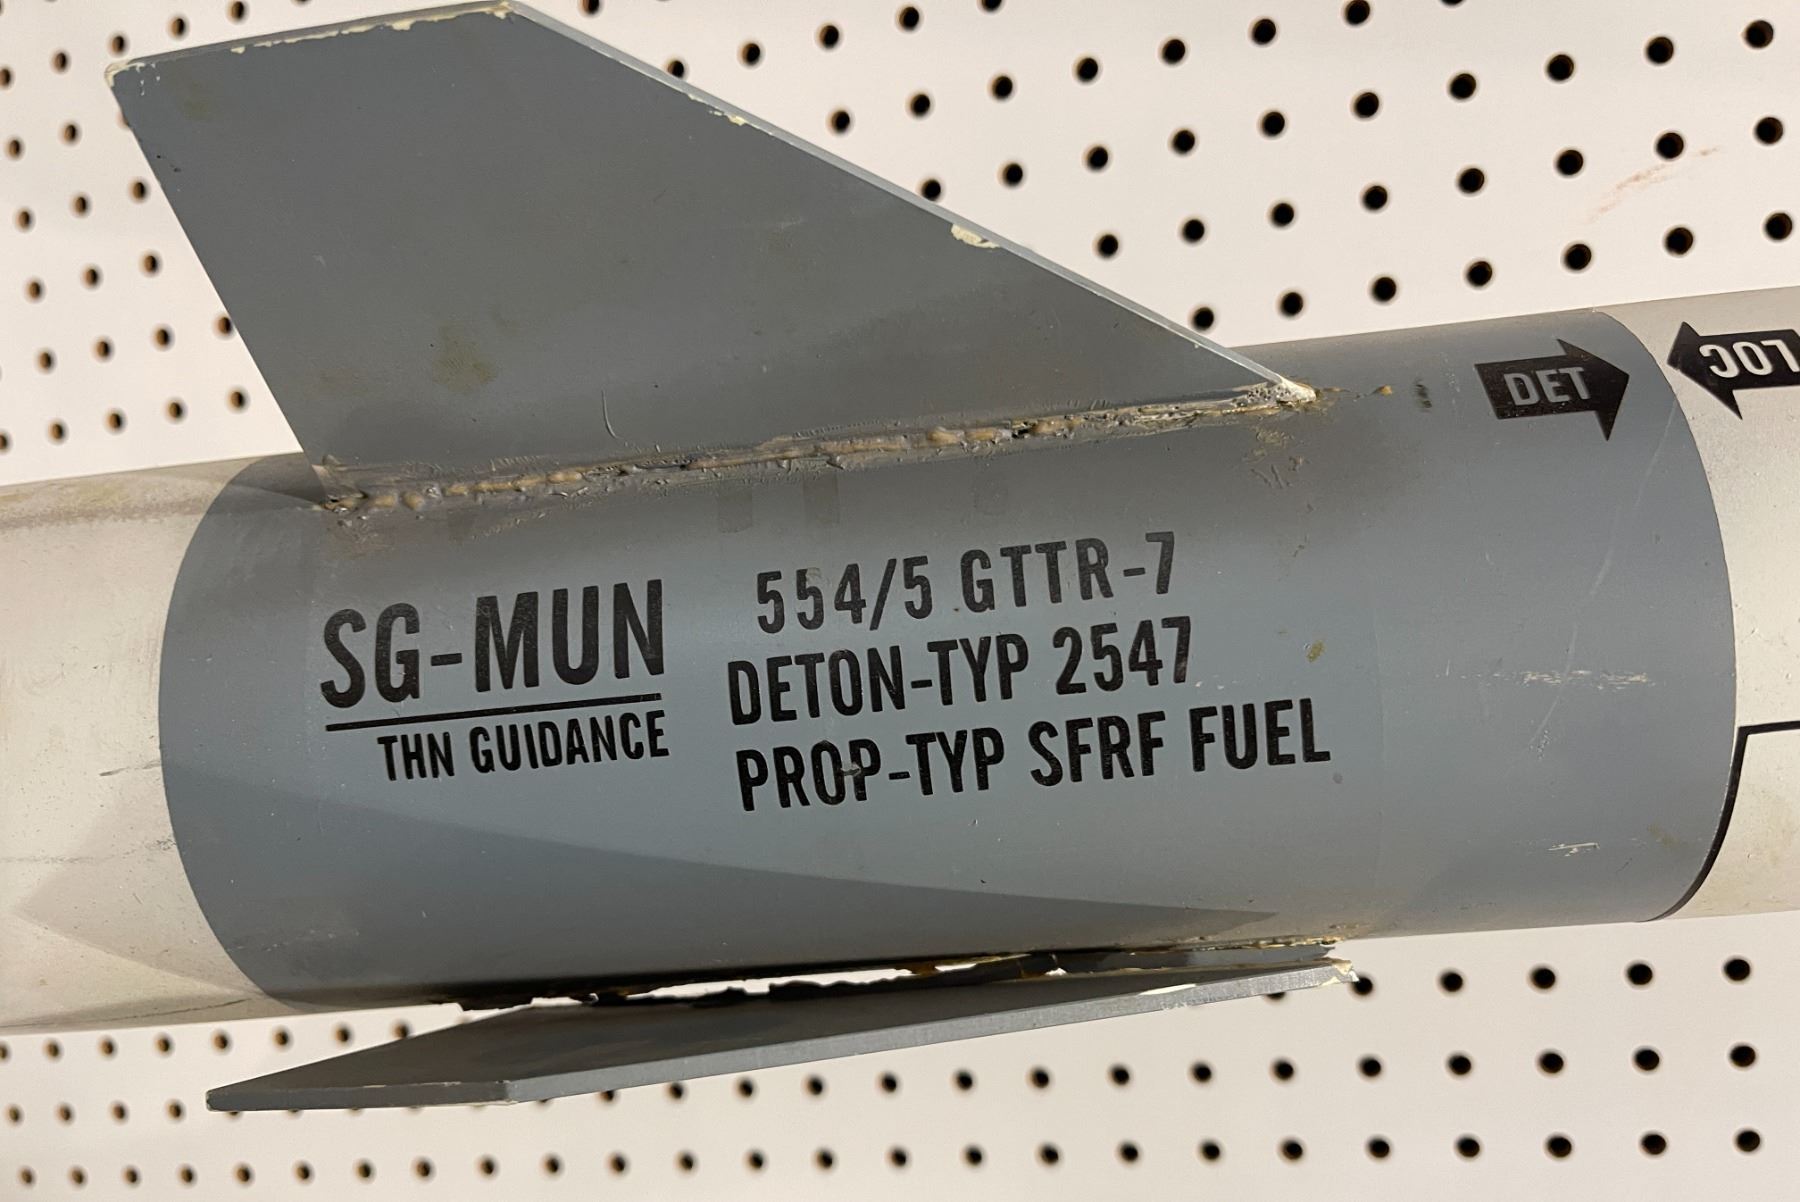 SG-MUN
THN GUIDANCE
554/5 GTTR-7
DETON-TYP 2547
PROP-TYP SFRF FUEL
DET
LOC